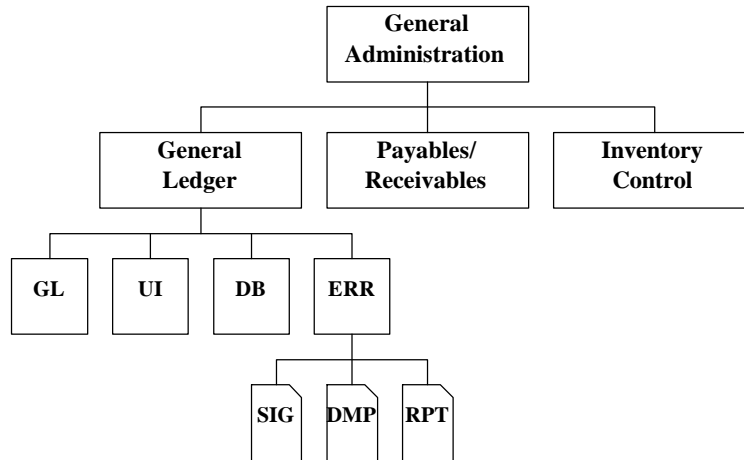 General
Administration
General
Ledger
Payables/
Receivables
Inventory
Control
GL
UI
DB
ERR
SIG
DMP
RPT